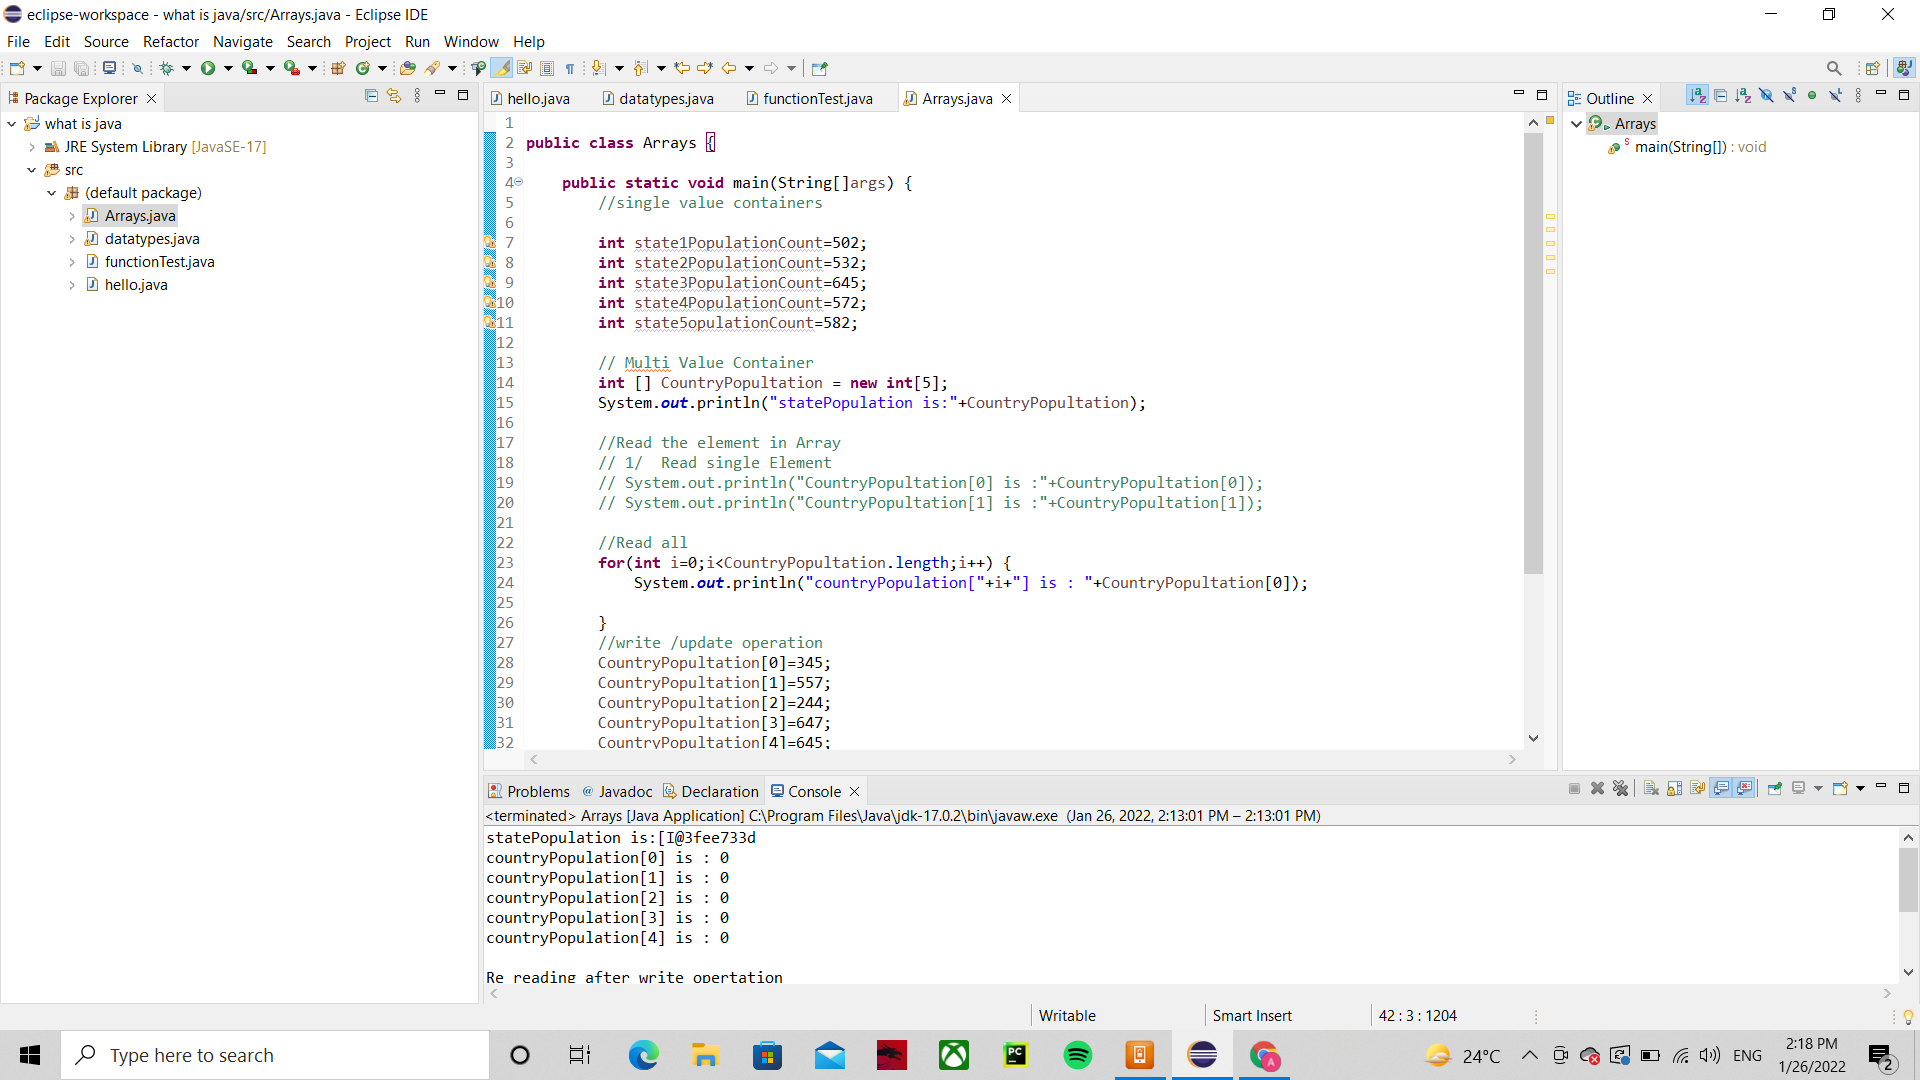 eclipse-workspace - what is java/src/Arrays.java - Eclipse IDE
File Edit Source Refactor Navigate Search Project Run Window Help
Package Explorer
what is java
JRE System Library [JavaSE-17]
src
(default package)
Arrays.java
datatypes.java
functionTest.java
hello.java
hello.java datatypes.java functionTest.java Arrays.java
1
2 public class Arrays {
3
4 public static void main(String[]args) {
5 //single value containers
6
7 int state1PopulationCount=502;
8 int state2PopulationCount=532;
9 int state3PopulationCount=645;
10 int state4PopulationCount=572;
11 int state5opulationCount=582;
12
13 // Multi Value Container
14 int [] CountryPopultation = new int[5];
15 System.out.println("statePopulation is:"+CountryPopultation);
16
17 //Read the element in Array
18 // 1/  Read single Element
19 // System.out.println("CountryPopultation[0] is :"+CountryPopultation[0]);
20 // System.out.println("CountryPopultation[1] is :"+CountryPopultation[1]);
21
22 //Read all
23 for(int i=0;i<CountryPopultation.length;i++) {
24 System.out.println("countryPopulation["+i+"] is : "+CountryPopultation[0]);
25
26 }
27 //write /update operation
28 CountryPopultation[0]=345;
29 CountryPopultation[1]=557;
30 CountryPopultation[2]=244;
31 CountryPopultation[3]=647;
32 CountryPopultation[4]=645;
Outline
Arrays
main(String[]) : void
Problems Javadoc Declaration Console
<terminated> Arrays [Java Application] C:\Program Files\Java\jdk-17.0.2\bin\javaw.exe (Jan 26, 2022, 2:13:01 PM – 2:13:01 PM)
statePopulation is:[I@3fee733d
countryPopulation[0] is : 0
countryPopulation[1] is : 0
countryPopulation[2] is : 0
countryPopulation[3] is : 0
countryPopulation[4] is : 0
Re reading after write opertation
Writable Smart Insert 42 : 3 : 1204
Type here to search
PC
A
24°C
ENG
2:18 PM
1/26/2022
2